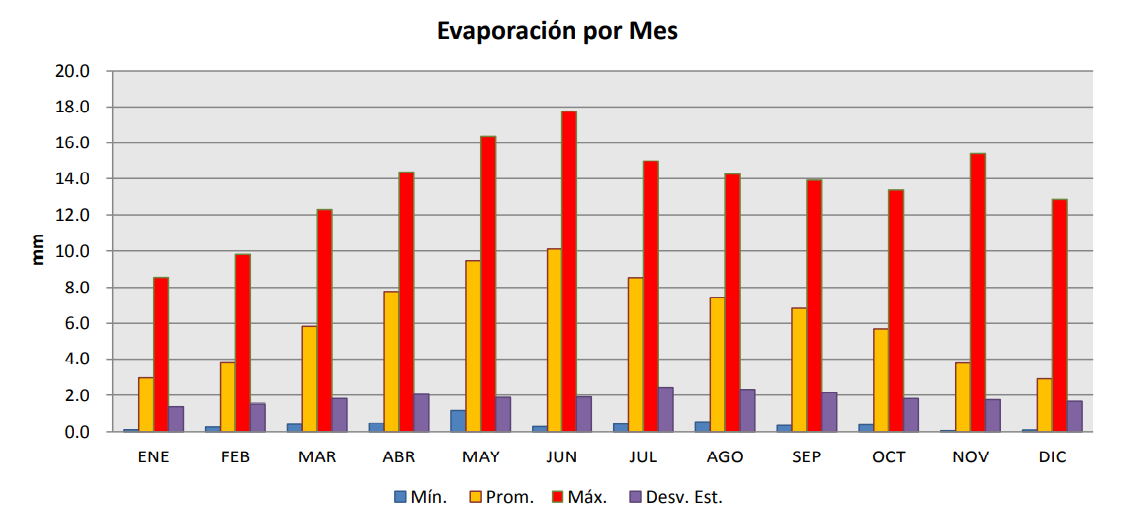 Evaporación por Mes
20.0
18.0
16.0
14.0
12.0
10.0
8.0
6.0
4.0
2.0
0.0
mm
ENE FEB MAR ABR MAY JUN JUL AGO SEP OCT NOV DIC
Mín. Prom. Máx. Desv. Est.